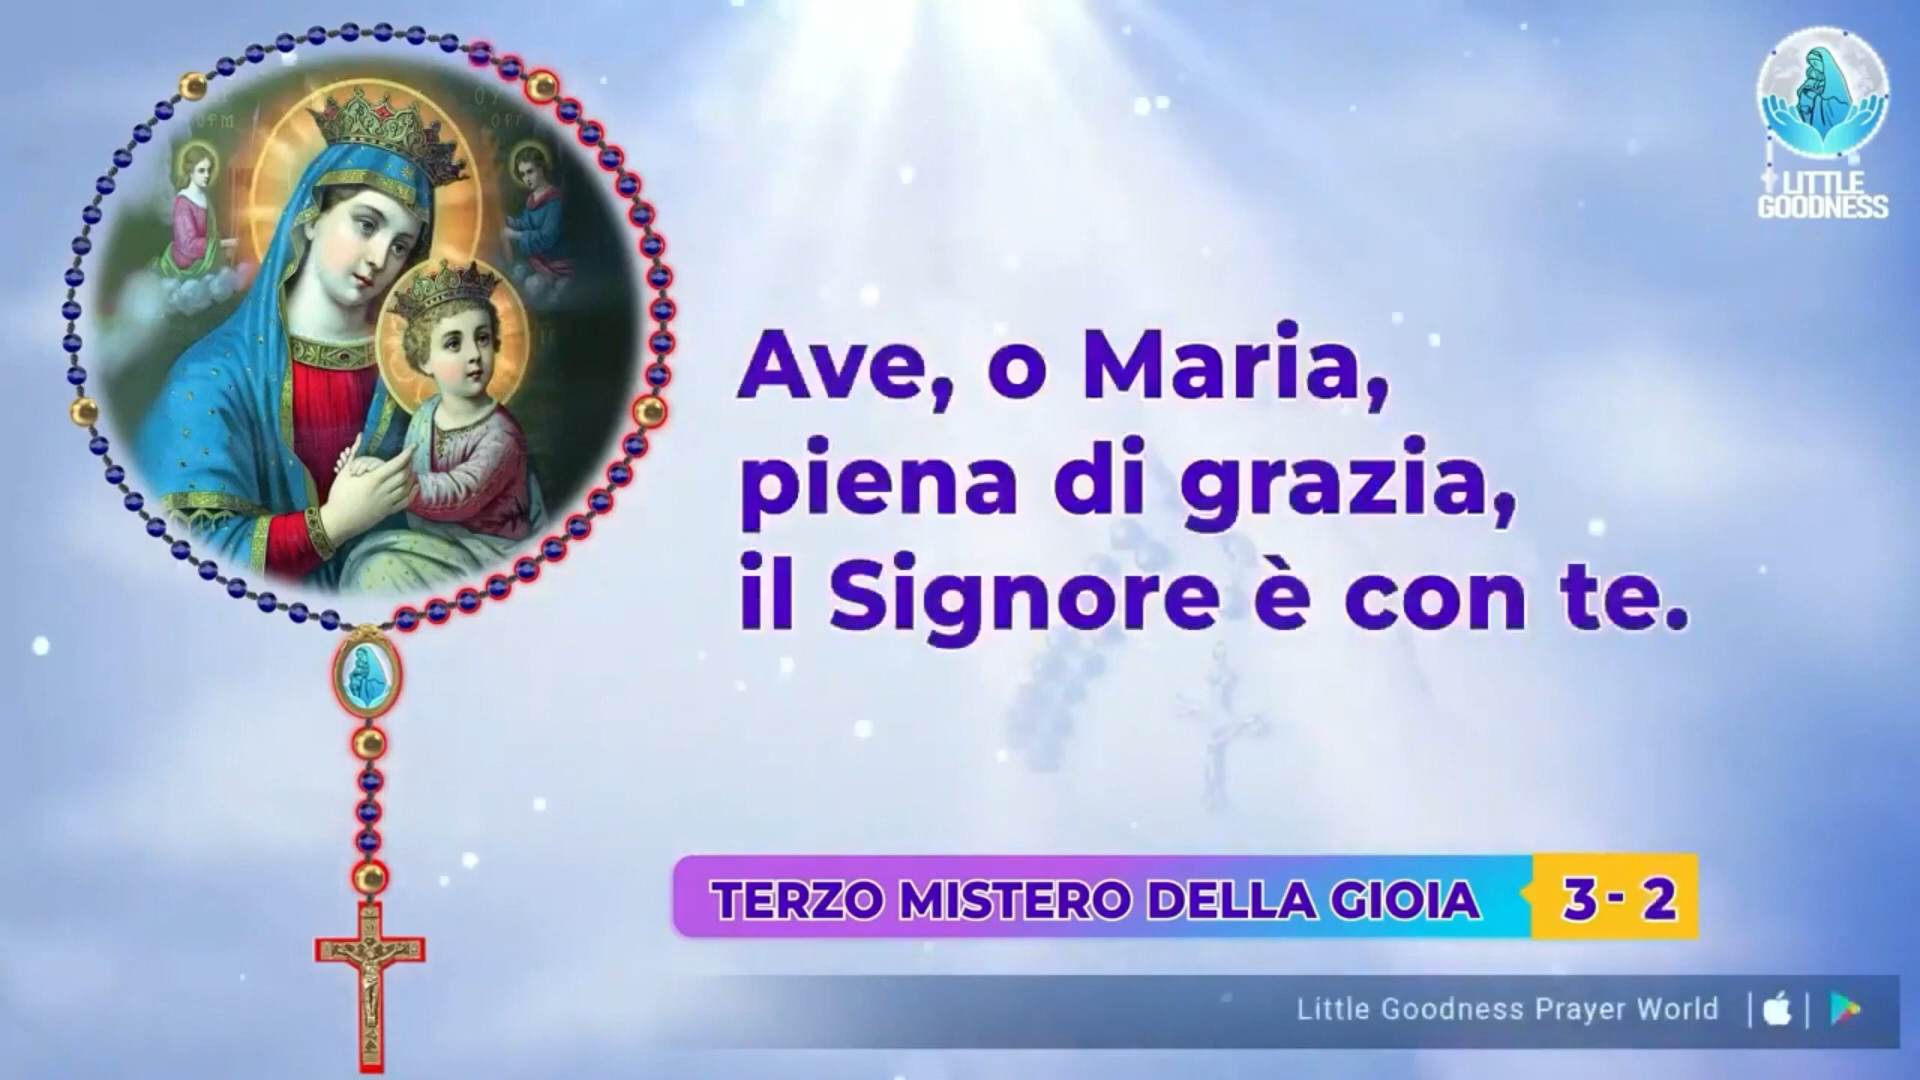 LITTLE
GOODNESS
Ave, o Maria,
piena di grazia,
il Signore è con te.
TERZO MISTERO DELLA GIOIA 3 - 2
Little Goodness Prayer World